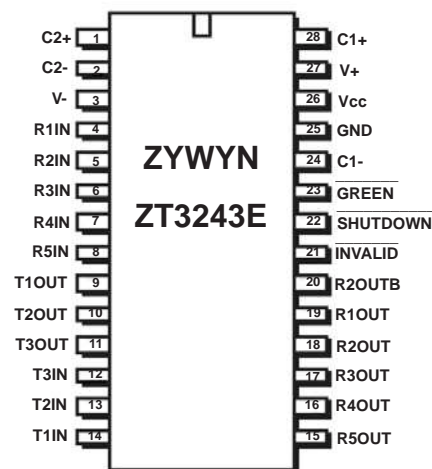 C2+ 1 28 C1+
C2- 2 27 V+
V- 3 26 Vcc
R1IN 4 25 GND
R2IN 5 24 C1-
ZYWYN
R3IN 6 23 GREEN
R4IN 7 22 SHUTDOWN
ZT3243E
R5IN 8 21 INVALID
T1OUT 9 20 R2OUTB
T2OUT 10 19 R1OUT
T3OUT 11 18 R2OUT
T3IN 12 17 R3OUT
T2IN 13 16 R4OUT
T1IN 14 15 R5OUT